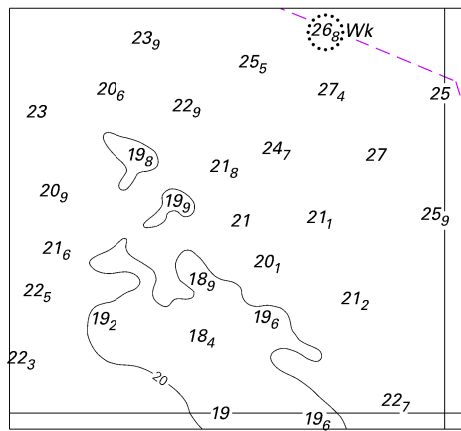 26₈ Wk
23₉
25₅
20₆ 27₄ 25
23 22₉
19₈ 24₇ 27
21₈
20₉ 19₉
21 21₁ 25₉
21₆ 20₁
22₅ 18₉ 21₂
19₂ 19₆
18₄
22₃
20
22₇
19 19₆